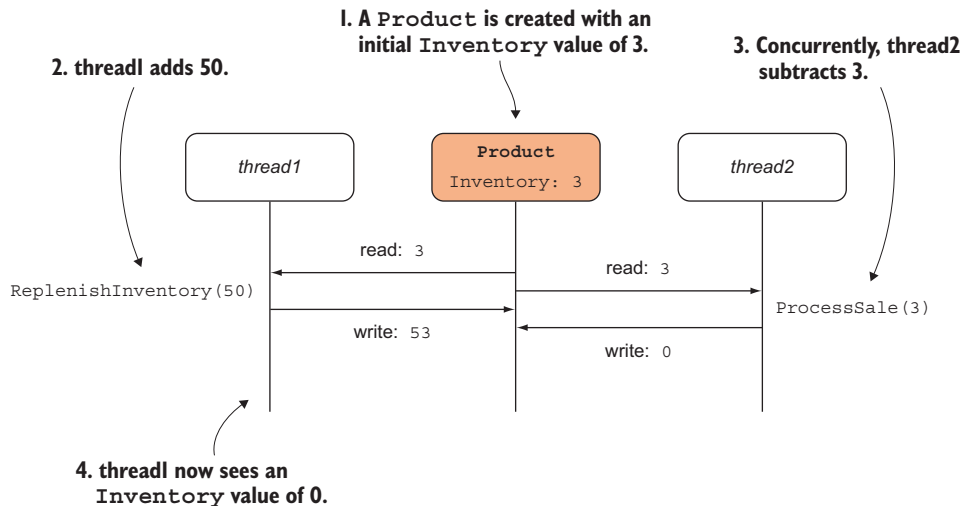 1. A Product is created with an
initial Inventory value of 3.
2. thread1 adds 50.
3. Concurrently, thread2
subtracts 3.
thread1
Product
Inventory: 3
thread2
read: 3
read: 3
ReplenishInventory(50)
ProcessSale(3)
write: 53
write: 0
4. thread1 now sees an
Inventory value of 0.